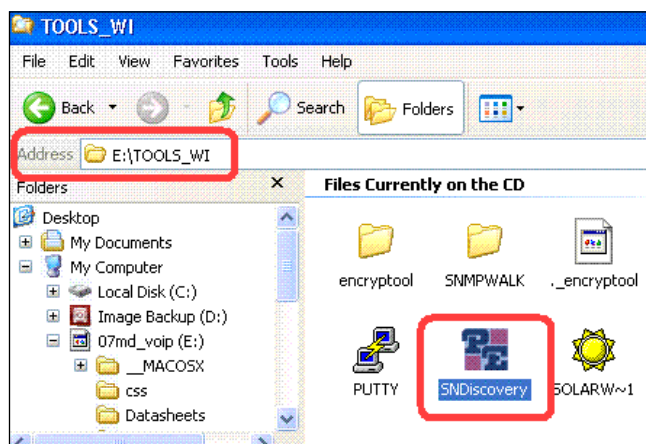 TOOLS_WI
File Edit View Favorites Tools Help
Back Search Folders
Address E:\TOOLS_WI
Folders
Files Currently on the CD
Desktop
My Documents
My Computer
Local Disk (C:)
Image Backup (D:)
07md_voip (E:)
__MACOSX
css
Datasheets
encryptool SNMPWALK ._encryptool
PUTTY SNDiscovery SOLARW~1